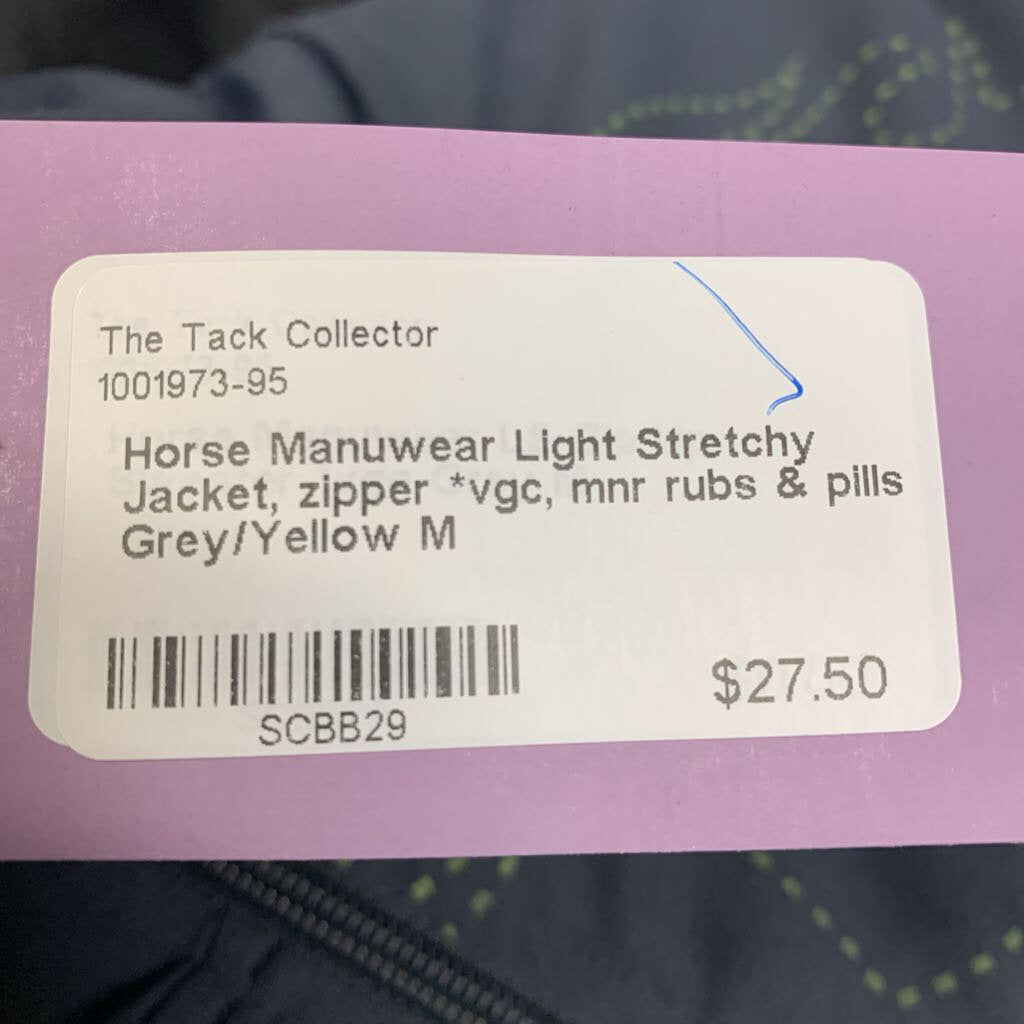 The Tack Collector
1001973-95
Horse Manuwear Light Stretchy
Jacket, zipper *vgc, mnr rubs & pills
Grey/Yellow M
SCBB29
$27.50